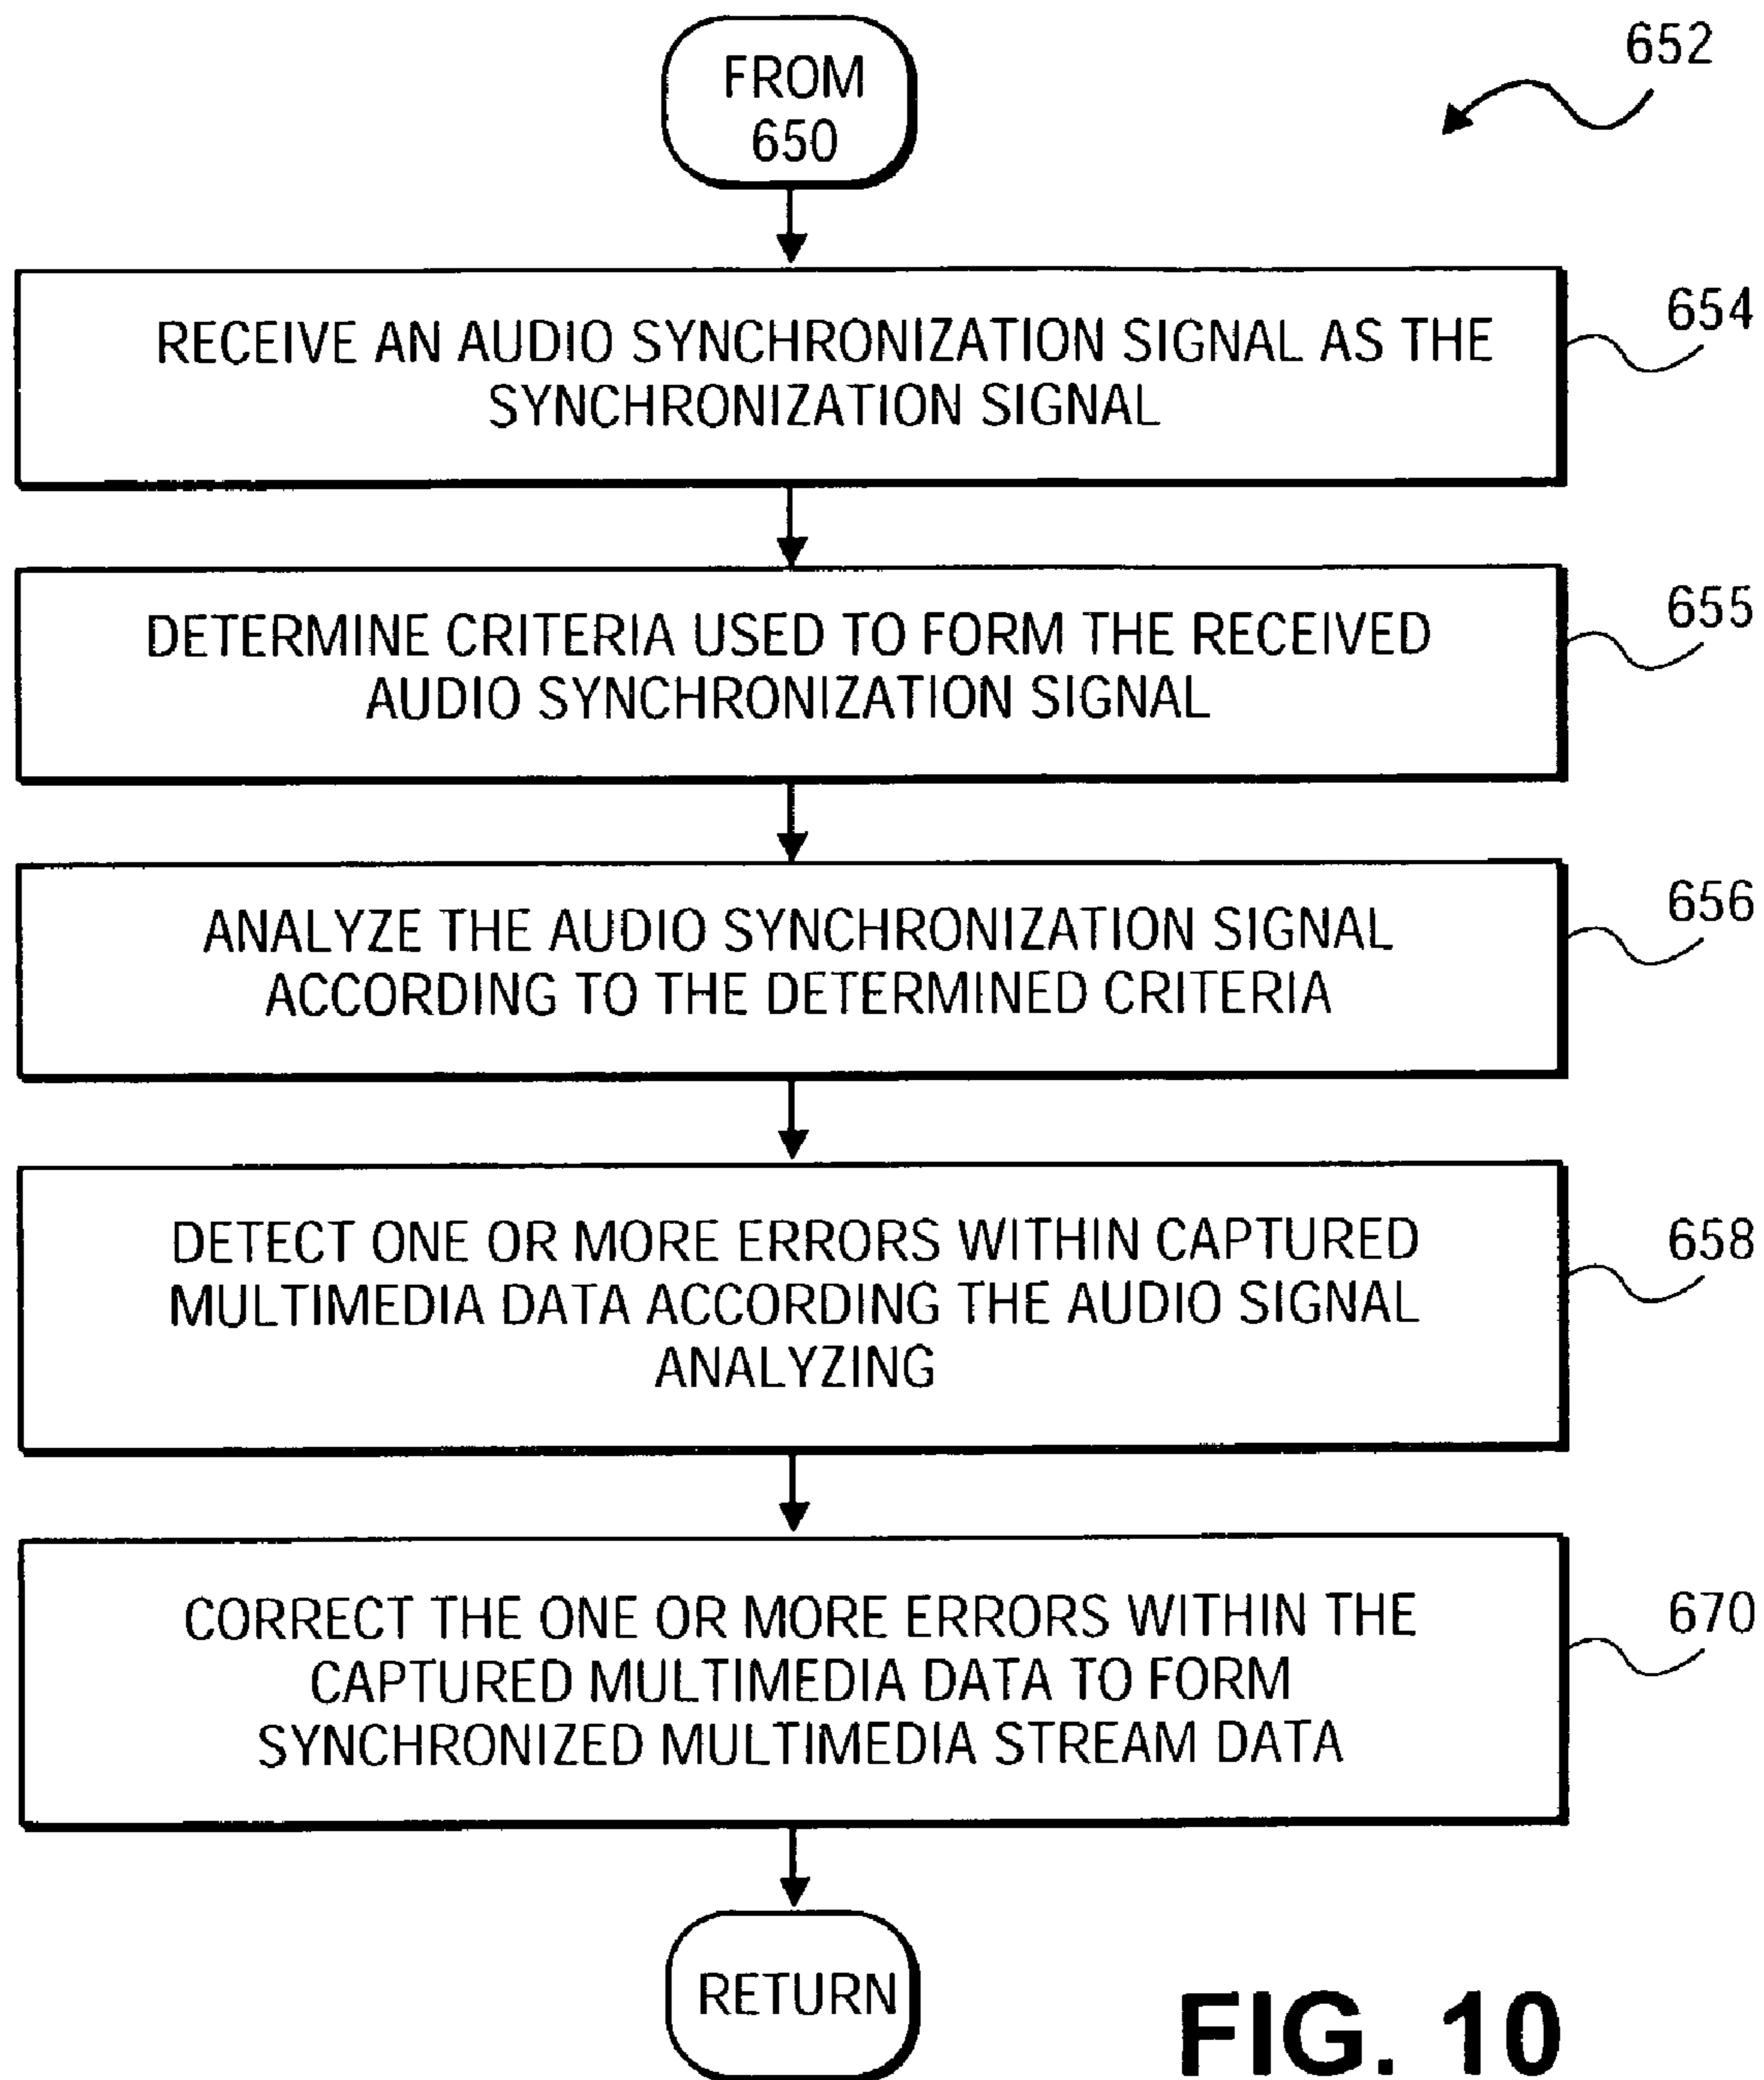 FROM
650
652
RECEIVE AN AUDIO SYNCHRONIZATION SIGNAL AS THE
SYNCHRONIZATION SIGNAL
654
DETERMINE CRITERIA USED TO FORM THE RECEIVED
AUDIO SYNCHRONIZATION SIGNAL
655
ANALYZE THE AUDIO SYNCHRONIZATION SIGNAL
ACCORDING TO THE DETERMINED CRITERIA
656
DETECT ONE OR MORE ERRORS WITHIN CAPTURED
MULTIMEDIA DATA ACCORDING THE AUDIO SIGNAL
ANALYZING
658
CORRECT THE ONE OR MORE ERRORS WITHIN THE
CAPTURED MULTIMEDIA DATA TO FORM
SYNCHRONIZED MULTIMEDIA STREAM DATA
670
RETURN
FIG. 10